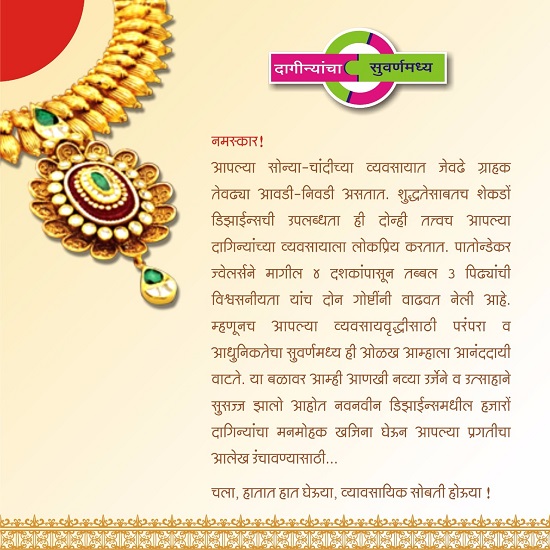 दागीन्यांचा सुवर्णमध्य
नमस्कार!
आपल्या सोन्या-चांदीच्या व्यवसायात जेवढे ग्राहक
तेवढ्या आवडी-निवडी असतात. शुद्धतेसाबतच शेकडों
डिझाईन्सची उपलब्धता ही दोन्ही तत्वच आपल्या
दागिन्यांच्या व्यवसायाला लोकप्रिय करतात. पातोन्डेकर
ज्वेलर्सने मागील ४ दशकांपासून तब्बल 3 पिढ्यांची
विश्वसनीयता यांच दोन गोष्टींनी वाढवत नेली आहे.
म्हणूनच आपल्या व्यवसायवृद्धीसाठी परंपरा व
आधुनिकतेचा सुवर्णमध्य ही ओळख आम्हाला आनंददायी
वाटते. या बळावर आम्ही आणखी नव्या उर्जेने व उत्साहाने
सुसज्ज झालो आहोत नवनवीन डिझाईन्समधील हजारों
दागिन्यांचा मनमोहक खजिना घेऊन आपल्या प्रगतीचा
आलेख उंचावण्यासाठी...
चला, हातात हात घेऊया, व्यावसायिक सोबती होऊया !